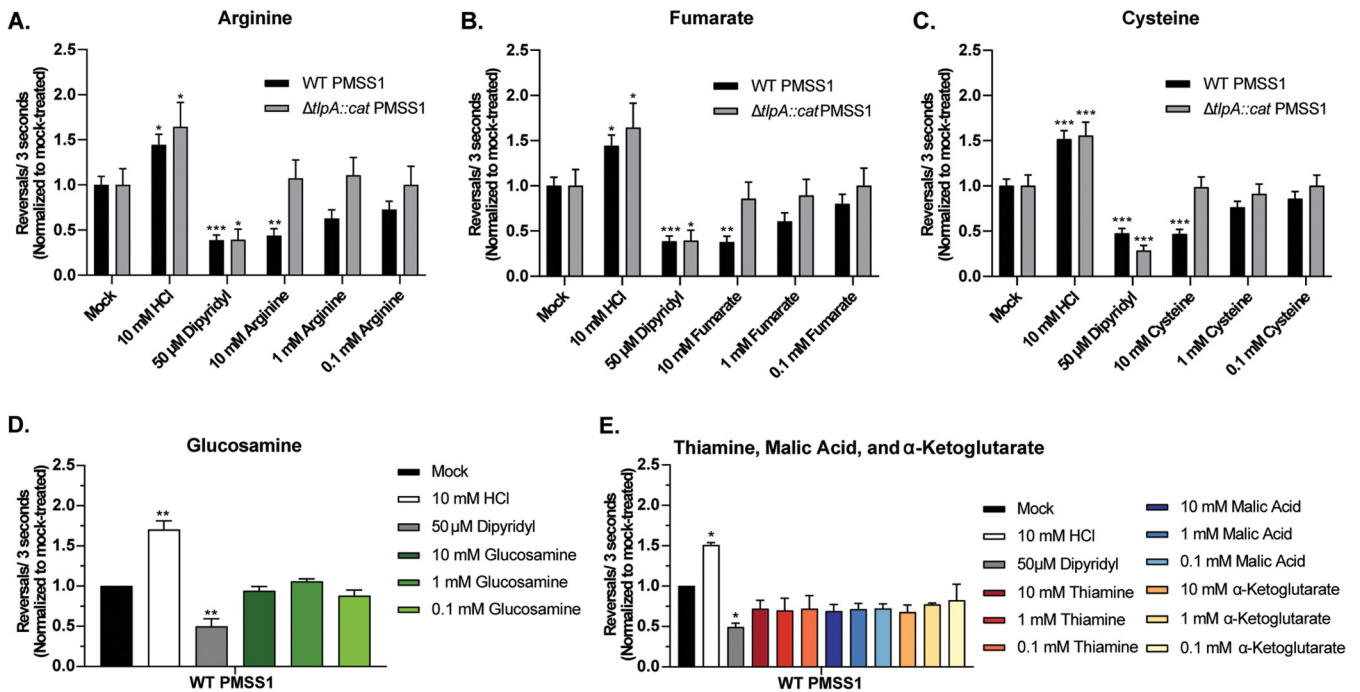 A.
Arginine
Reversals/ 3 seconds
(Normalized to mock-treated)
2.5
2.0
1.5
1.0
0.5
0.0
WT PMSS1
ΔtlpA::cat PMSS1
* * *** * **
Mock
10 mM HCl
50 µM Dipyridyl
10 mM Arginine
1 mM Arginine
0.1 mM Arginine
B.
Fumarate
Reversals/ 3 seconds
(Normalized to mock-treated)
2.5
2.0
1.5
1.0
0.5
0.0
WT PMSS1
ΔtlpA::cat PMSS1
* * *** * **
Mock
10 mM HCl
50 µM Dipyridyl
10 mM Fumarate
1 mM Fumarate
0.1 mM Fumarate
C.
Cysteine
Reversals/ 3 seconds
(Normalized to mock-treated)
2.5
2.0
1.5
1.0
0.5
0.0
WT PMSS1
ΔtlpA::cat PMSS1
*** *** *** *** ***
Mock
10 mM HCl
50 µM Dipyridyl
10 mM Cysteine
1 mM Cysteine
0.1 mM Cysteine
D.
Glucosamine
Reversals/ 3 seconds
(Normalized to mock-treated)
2.5
2.0
1.5
1.0
0.5
0.0
** **
WT PMSS1
Mock
10 mM HCl
50µM Dipyridyl
10 mM Glucosamine
1 mM Glucosamine
0.1 mM Glucosamine
E.
Thiamine, Malic Acid, and α-Ketoglutarate
Reversals/ 3 seconds
(Normalized to mock-treated)
2.5
2.0
1.5
1.0
0.5
0.0
* *
WT PMSS1
Mock
10 mM HCl
50µM Dipyridyl
10 mM Thiamine
1 mM Thiamine
0.1 mM Thiamine
10 mM Malic Acid
1 mM Malic Acid
0.1 mM Malic Acid
10 mM α-Ketoglutarate
1 mM α-Ketoglutarate
0.1 mM α-Ketoglutarate